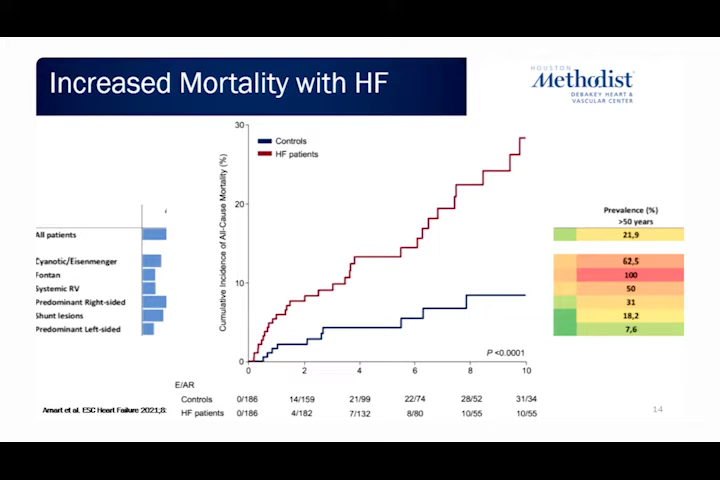 Increased Mortality with HF
HOUSTON
Methodist
DEBAKEY HEART &
VASCULAR CENTER
30
20
10
0
Cumulative Incidence of All-Cause Mortality (%)
Controls
HF patients
P <0.0001
0 2 4 6 8 10
E/AR
Controls 0/186 14/159 21/99 22/74 28/52 31/34
HF patients 0/186 4/182 7/132 8/80 10/55 10/55
All patients
Cyanotic/Eisenmenger
Fontan
Systemic RV
Predominant Right-sided
Shunt lesions
Predominant Left-sided
Prevalence (%)
>50 years
21,9
62,5
100
50
31
18,2
7,6
Arnart et al. ESC Heart Failure 2021;8:
14